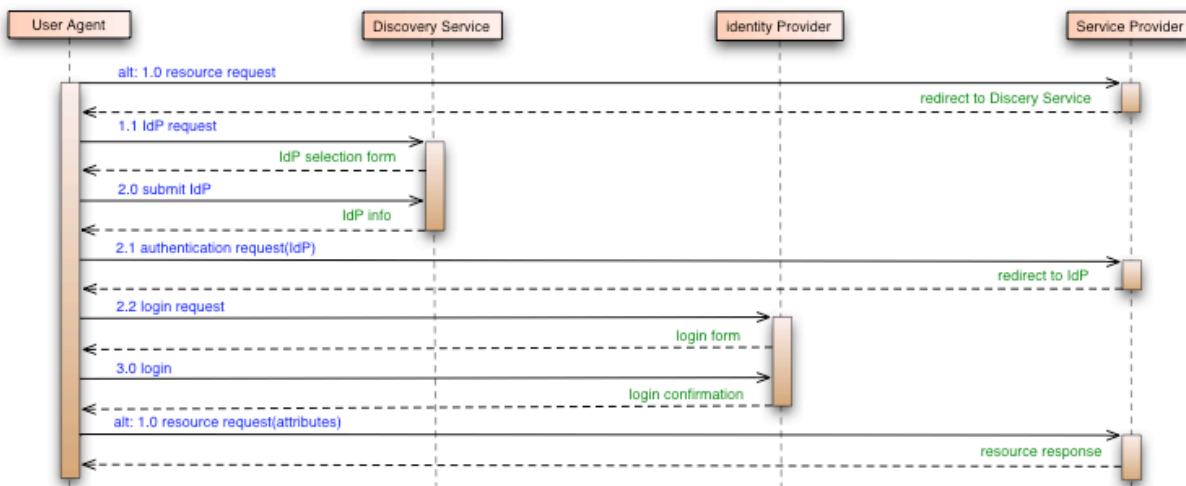 User Agent
Discovery Service
identity Provider
Service Provider
alt: 1.0 resource request
redirect to Discery Service
1.1 IdP request
IdP selection form
2.0 submit IdP
IdP info
2.1 authentication request(IdP)
redirect to IdP
2.2 login request
login form
3.0 login
login confirmation
alt: 1.0 resource request(attributes)
resource response